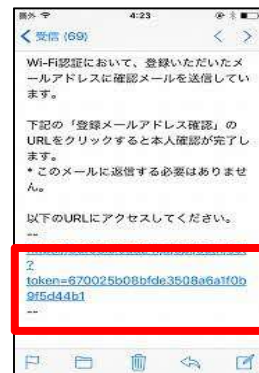 圏外 4:23
受信 (69)
Wi-Fi認証において、登録いただいたメ
ールアドレスに確認メールを送信してい
ます。
下記の「登録メールアドレス確認」の
URLをクリックすると本人確認が完了し
ます。
* このメールに返信する必要はありませ
ん。
以下のURLにアクセスしてください。
--
?
token=670025b08bfde3508a6a1f0b
9f5d44b1
--